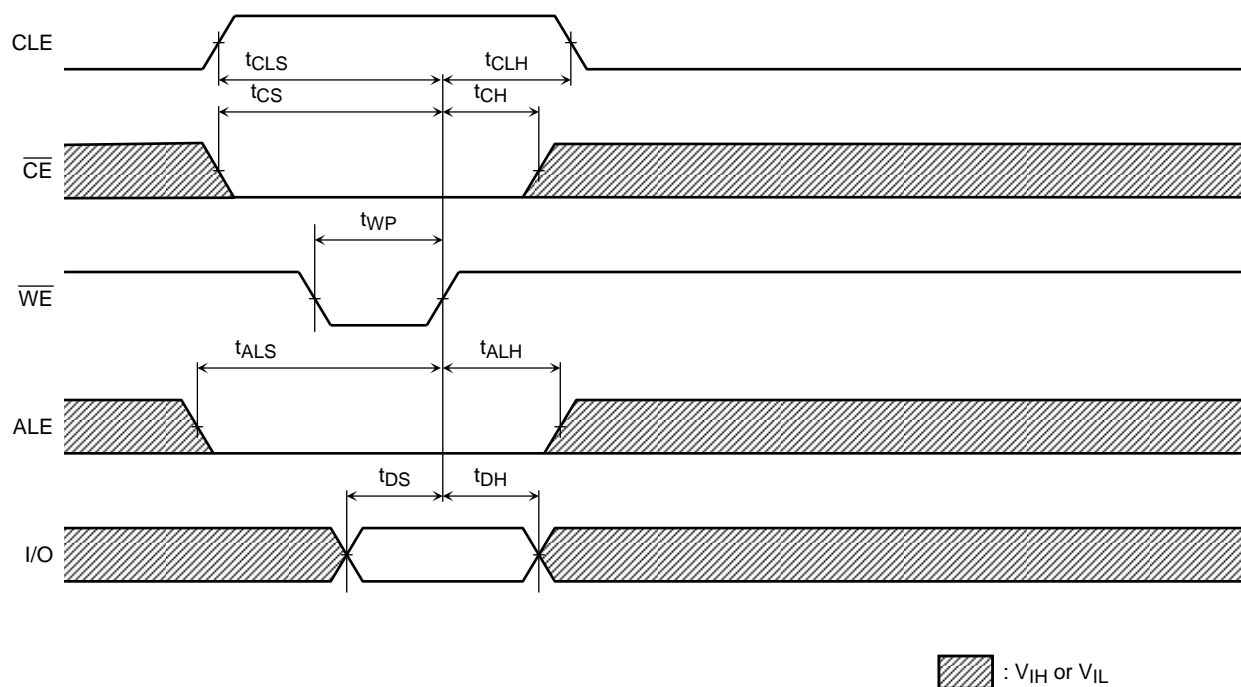 CLE
tCLS
tCLH
tCS
tCH
CE
tWP
WE
tALS
tALH
ALE
tDS
tDH
I/O
: VIH or VIL